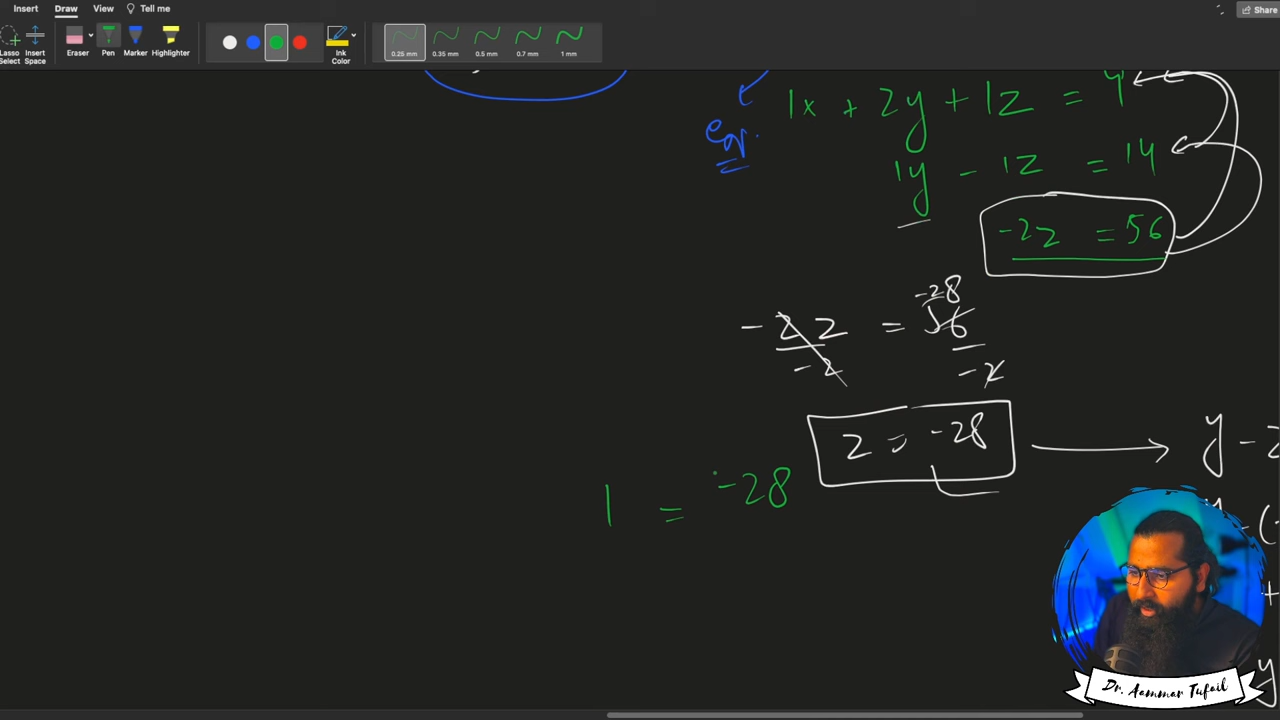 Insert Draw View Tell me Share
Lasso Select Insert Space Eraser Pen Marker Highlighter Ink Color 0.25 mm 0.35 mm 0.5 mm 0.7 mm 1 mm
1x + 2y + 1z = 4
eq.
1y - 1z = 14
-2z = 56
-28
-2z = 56
-2 -2
z = -28
1 = -28
Dr. Aammar Tufail